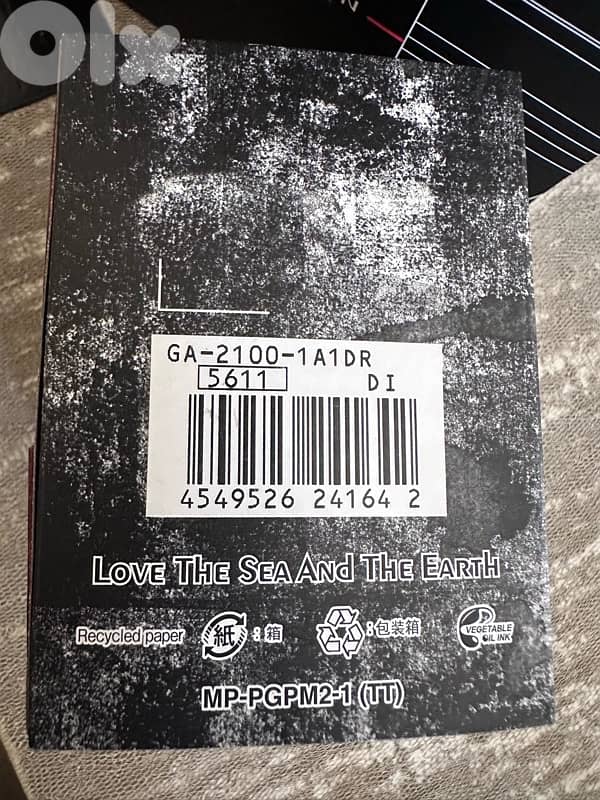 Olx
GA-2100-1A1DR
5611 DI
4549526 24164 2
LOVE THE SEA AND THE EARTH
Recycled paper 紙 :箱 :包装箱 VEGETABLE OIL INK
MP-PGPM2-1 (TT)